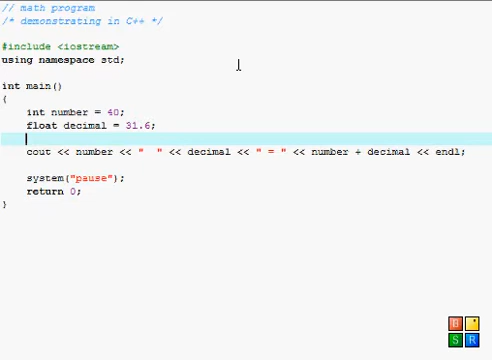 // math program
/* demonstrating in C++ */
#include <iostream>
using namespace std;
int main()
{
int number = 40;
float decimal = 31.6;
cout << number << "  " << decimal << " = " << number + decimal << endl;
system("pause");
return 0;
}
B
S R